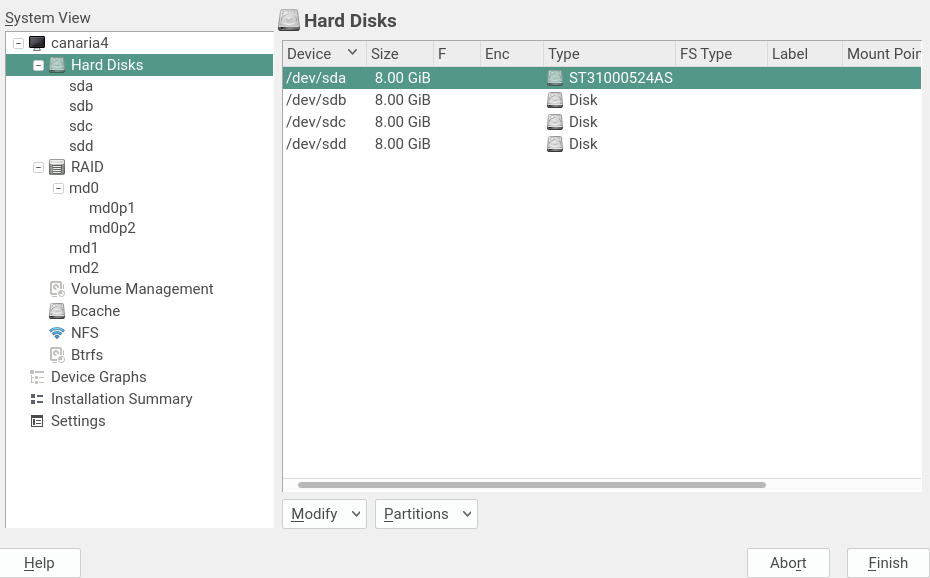 System View
canaria4
Hard Disks
sda
sdb
sdc
sdd
RAID
md0
md0p1
md0p2
md1
md2
Volume Management
Bcache
NFS
Btrfs
Device Graphs
Installation Summary
Settings
Hard Disks
Device Size F Enc Type FS Type Label Mount Poin
/dev/sda 8.00 GiB ST31000524AS
/dev/sdb 8.00 GiB Disk
/dev/sdc 8.00 GiB Disk
/dev/sdd 8.00 GiB Disk
Modify Partitions
Help Abort Finish